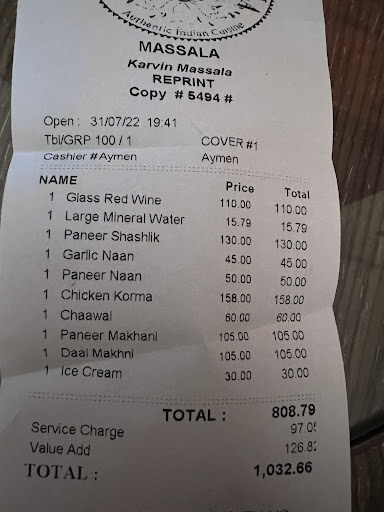 Authentic Indian Cuisine
MASSALA
Karvin Massala
REPRINT
Copy # 5494 #
Open : 31/07/22 19:41
Tbl/GRP 100 / 1 COVER #1
Cashier #Aymen Aymen
NAME Price Total
1 Glass Red Wine 110.00 110.00
1 Large Mineral Water 15.79 15.79
1 Paneer Shashlik 130.00 130.00
1 Garlic Naan 45.00 45.00
1 Paneer Naan 50.00 50.00
1 Chicken Korma 158.00 158.00
1 Chaawal 60.00 60.00
1 Paneer Makhani 105.00 105.00
1 Daal Makhni 105.00 105.00
1 Ice Cream 30.00 30.00
TOTAL : 808.79
Service Charge 97.05
Value Add 126.82
TOTAL : 1,032.66